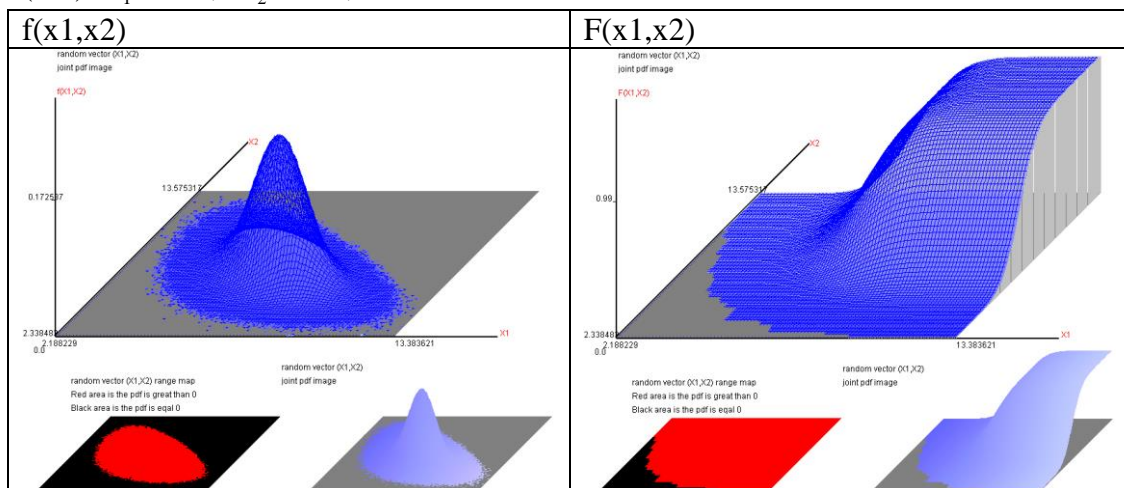 f(x1,x2)
F(x1,x2)
random vector (X1,X2)
joint pdf image
f(X1,X2)
X2
13.575317
0.172537
2.338482
2.188229
0.0
13.383621
X1
random vector (X1,X2) range map
Red area is the pdf is great than 0
Black area is the pdf is eqal 0
random vector (X1,X2)
joint pdf image
random vector (X1,X2)
joint pdf image
F(X1,X2)
X2
13.575317
0.99
2.338482
2.188229
0.0
13.383621
X1
random vector (X1,X2) range map
Red area is the pdf is great than 0
Black area is the pdf is eqal 0
random vector (X1,X2)
joint pdf image